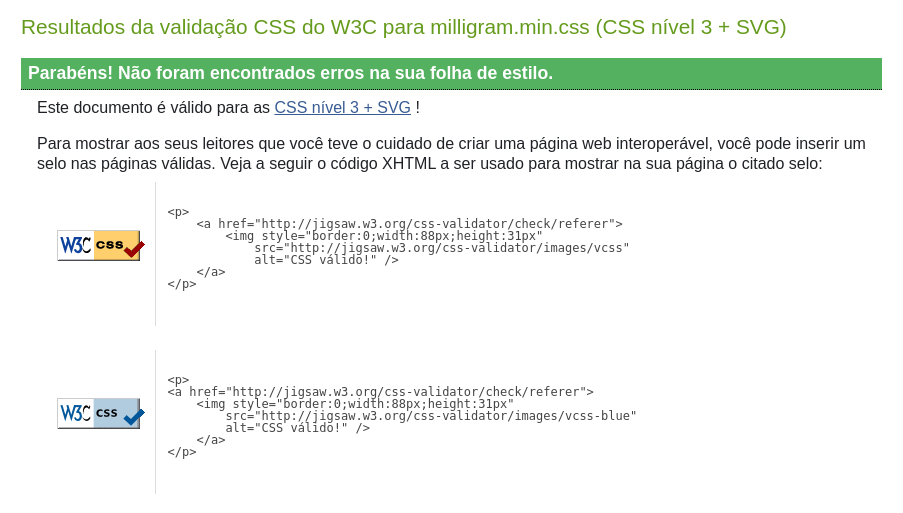 Resultados da validação CSS do W3C para milligram.min.css (CSS nível 3 + SVG)
Parabéns! Não foram encontrados erros na sua folha de estilo.
Este documento é válido para as CSS nível 3 + SVG !
Para mostrar aos seus leitores que você teve o cuidado de criar uma página web interoperável, você pode inserir um
selo nas páginas válidas. Veja a seguir o código XHTML a ser usado para mostrar na sua página o citado selo:
W3C css
<p>
    <a href="http://jigsaw.w3.org/css-validator/check/referer">
        <img style="border:0;width:88px;height:31px"
            src="http://jigsaw.w3.org/css-validator/images/vcss"
            alt="CSS válido!" />
    </a>
</p>
W3C css
<p>
<a href="http://jigsaw.w3.org/css-validator/check/referer">
    <img style="border:0;width:88px;height:31px"
        src="http://jigsaw.w3.org/css-validator/images/vcss-blue"
        alt="CSS válido!" />
    </a>
</p>